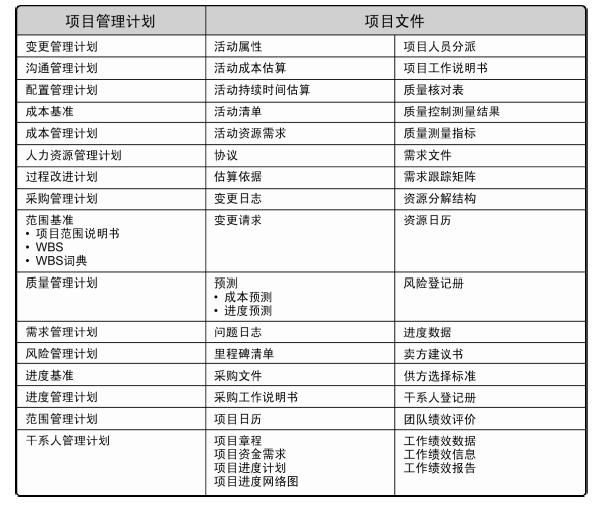 项目管理计划 项目文件
变更管理计划 活动属性 项目人员分派
沟通管理计划 活动成本估算 项目工作说明书
配置管理计划 活动持续时间估算 质量核对表
成本基准 活动清单 质量控制测量结果
成本管理计划 活动资源需求 质量测量指标
人力资源管理计划 协议 需求文件
过程改进计划 估算依据 需求跟踪矩阵
采购管理计划 变更日志 资源分解结构
范围基准 变更请求 资源日历
• 项目范围说明书
• WBS
• WBS词典
质量管理计划 预测 风险登记册
• 成本预测
• 进度预测
需求管理计划 问题日志 进度数据
风险管理计划 里程碑清单 卖方建议书
进度基准 采购文件 供方选择标准
进度管理计划 采购工作说明书 干系人登记册
范围管理计划 项目日历 团队绩效评价
干系人管理计划 项目章程 工作绩效数据
项目资金需求 工作绩效信息
项目进度计划 工作绩效报告
项目进度网络图